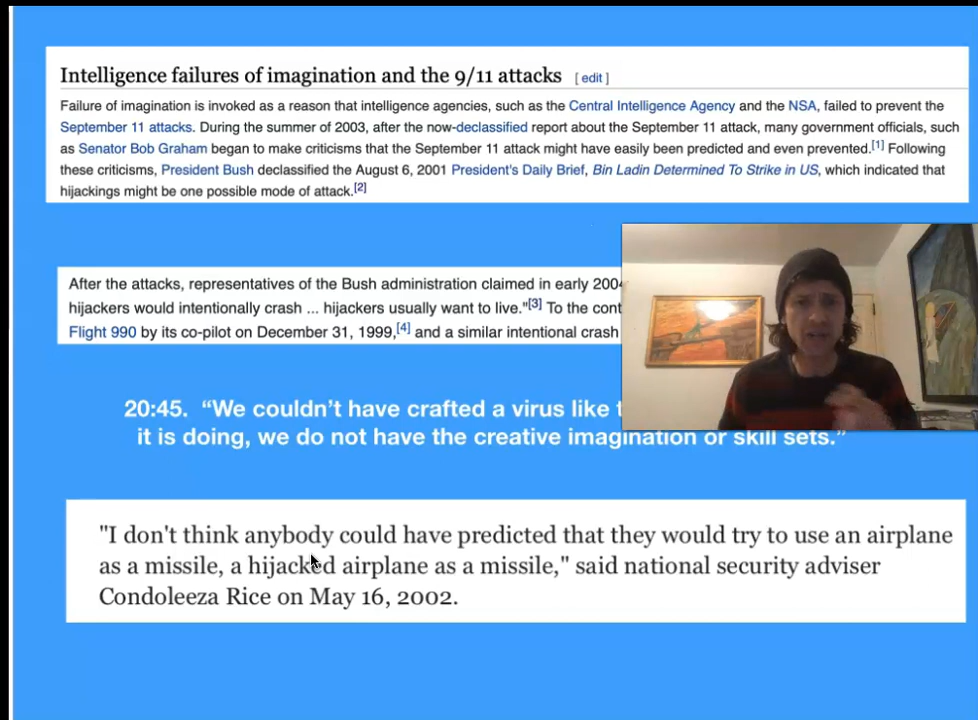 Intelligence failures of imagination and the 9/11 attacks [ edit ]
Failure of imagination is invoked as a reason that intelligence agencies, such as the Central Intelligence Agency and the NSA, failed to prevent the
September 11 attacks. During the summer of 2003, after the now-declassified report about the September 11 attack, many government officials, such
as Senator Bob Graham began to make criticisms that the September 11 attack might have easily been predicted and even prevented.[1] Following
these criticisms, President Bush declassified the August 6, 2001 President's Daily Brief, Bin Ladin Determined To Strike in US, which indicated that
hijackings might be one possible mode of attack.[2]
After the attacks, representatives of the Bush administration claimed in early 2004
hijackers would intentionally crash ... hijackers usually want to live."[3] To the
Flight 990 by its co-pilot on December 31, 1999,[4] and a similar intentional crash
20:45. “We couldn’t have crafted a virus like
it is doing, we do not have the creative imagination or skill sets.”
"I don't think anybody could have predicted that they would try to use an airplane
as a missile, a hijacked airplane as a missile," said national security adviser
Condoleeza Rice on May 16, 2002.